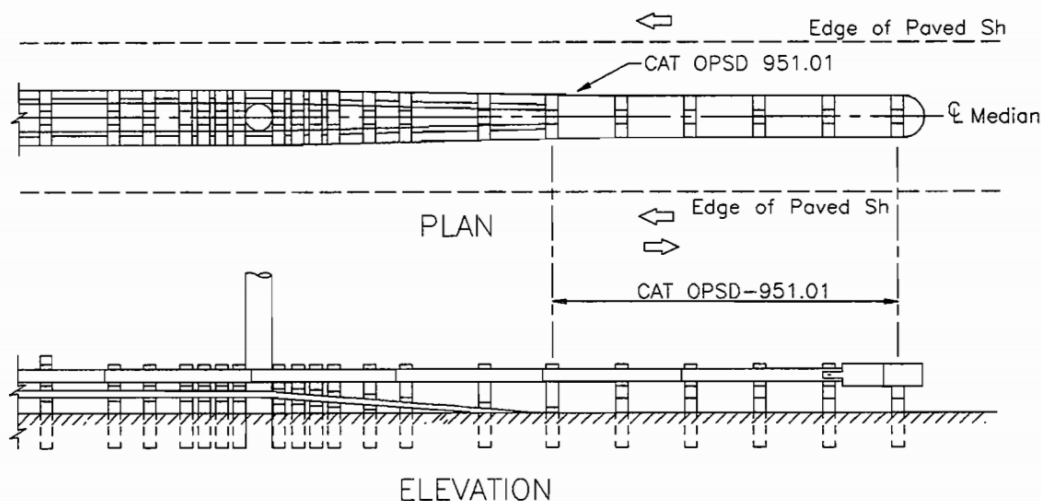 Edge of Paved Sh
CAT OPSD 951.01
℄ Median
Edge of Paved Sh
PLAN
CAT OPSD-951.01
ELEVATION